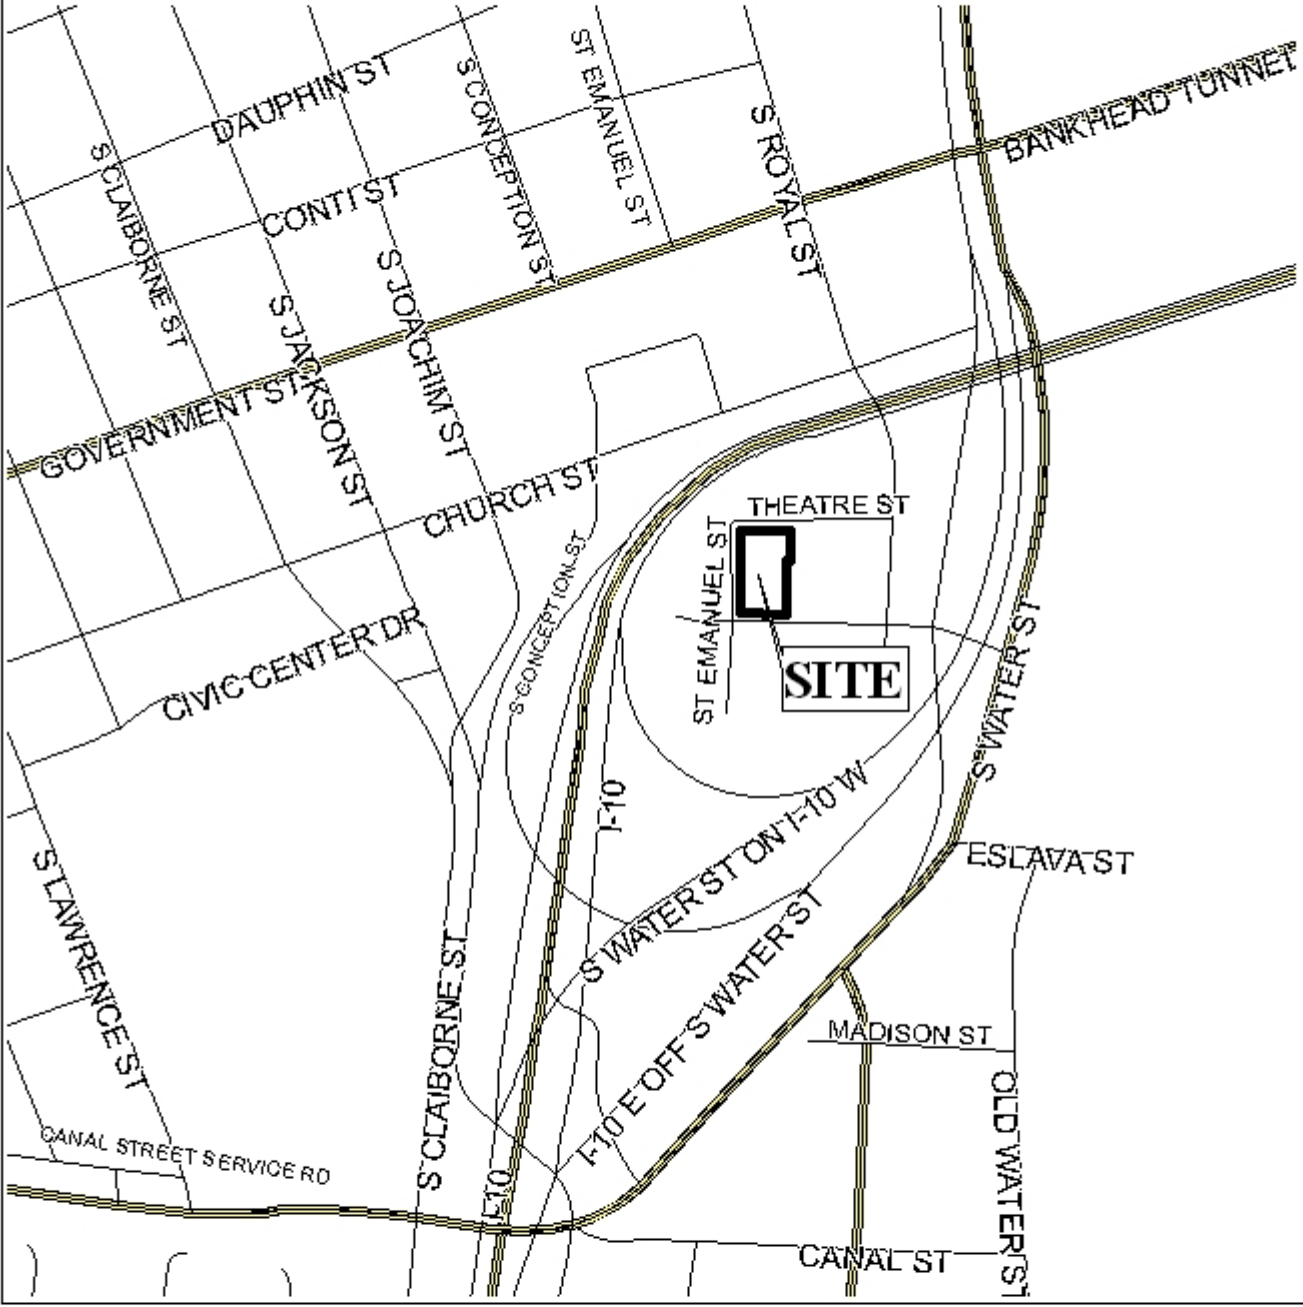 DAUPHIN ST
S CONCEPTION ST
ST EMANUEL ST
S ROYAL ST
BANKHEAD TUNNEL
S CLAIBORNE ST
CONTI ST
S JOACHIM ST
S JACKSON ST
GOVERNMENT ST
CHURCH ST
THEATRE ST
S CONCEPTION ST
ST EMANUEL ST
CIVIC CENTER DR
SITE
S WATER ST
I-10
S WATER ST ON I-10 W
ESLAVA ST
S LAWRENCE ST
S CLAIBORNE ST
I-10 E OFF S WATER ST
MADISON ST
OLD WATER ST
CANAL STREET SERVICE RD
I-10
CANAL ST